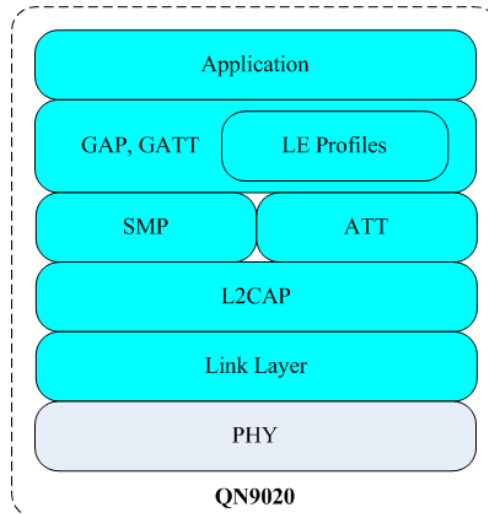 Application
GAP, GATT
LE Profiles
SMP
ATT
L2CAP
Link Layer
PHY
QN9020